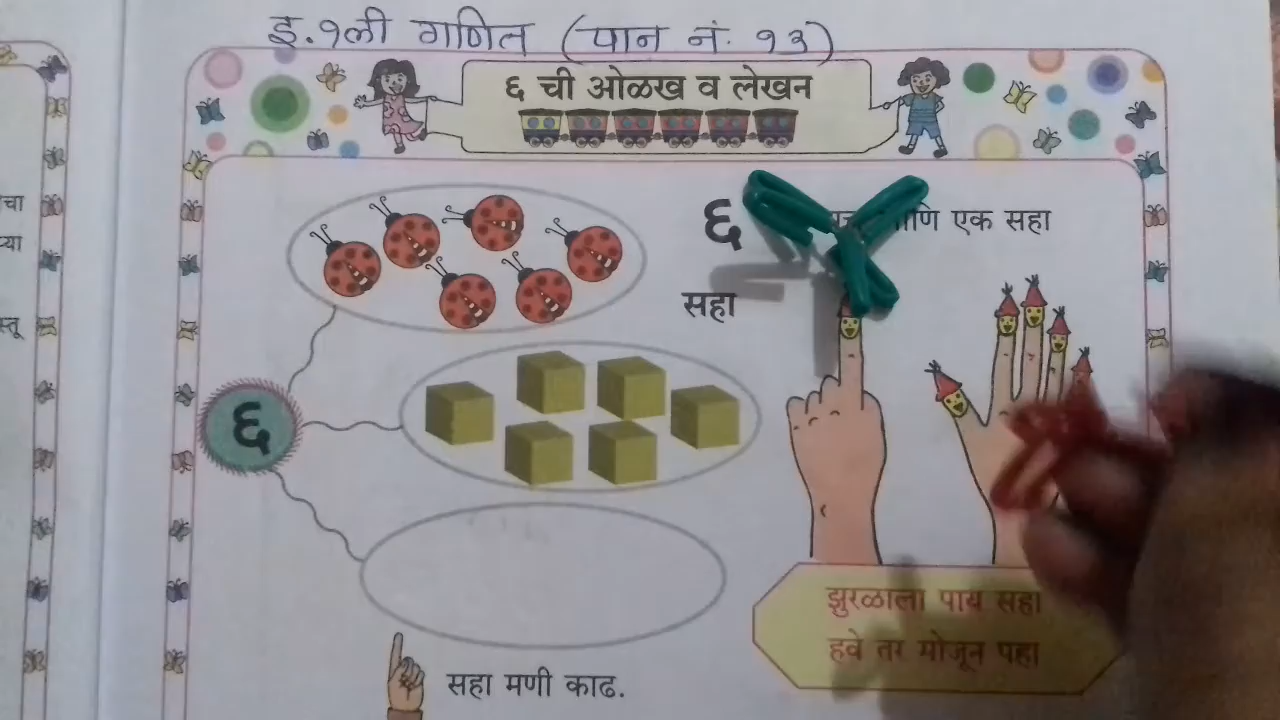 इ. १ली गणित (पान नं. १३)
६ ची ओळख व लेखन
६ एक सहा
सहा
६
झुरळाला पाय सहा
हवे तर मोजून पहा
सहा मणी काढ.